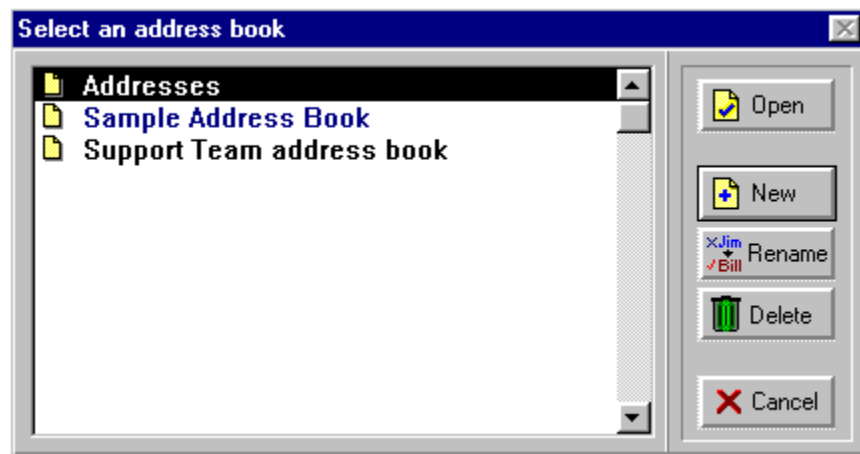 Select an address book
Addresses
Sample Address Book
Support Team address book
Open
New
XJim
√Bill
Rename
Delete
Cancel